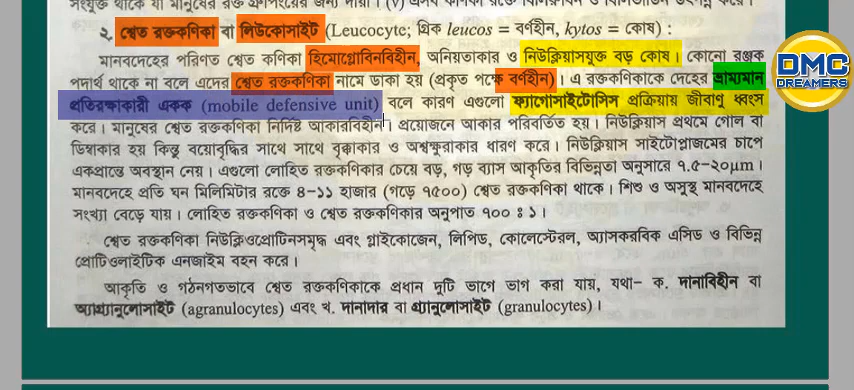 ২. শ্বেত রক্তকণিকা বা লিউকোসাইট (Leucocyte; গ্রিক leucos = বর্ণহীন, kytos = কোষ) :
মানবদেহের পরিণত শ্বেত কণিকা হিমোগ্লোবিনবিহীন, অনিয়তাকার ও নিউক্লিয়াসযুক্ত বড় কোষ। কোনো রঞ্জক
পদার্থ থাকে না বলে এদের শ্বেত রক্তকণিকা নামে ডাকা হয় (প্রকৃত পক্ষে বর্ণহীন)। এ রক্তকণিকাকে দেহের ভ্রাম্যমান
প্রতিরক্ষাকারী একক (mobile defensive unit) বলে কারণ এগুলো ফ্যাগোসাইটোসিস প্রক্রিয়ায় জীবাণু ধ্বংস
করে। মানুষের শ্বেত রক্তকণিকা নির্দিষ্ট আকারবিহীন। প্রয়োজনে আকার পরিবর্তিত হয়। নিউক্লিয়াস প্রথমে গোল বা
ডিম্বাকার হয় কিন্তু বয়োবৃদ্ধির সাথে সাথে বৃক্কাকার ও অশ্বক্ষুরাকার ধারণ করে। নিউক্লিয়াস সাইটোপ্লাজমের চাপে
একপ্রান্তে অবস্থান নেয়। এগুলো লোহিত রক্তকণিকার চেয়ে বড়, গড় ব্যাস আকৃতির বিভিন্নতা অনুসারে ৭.৫–২০μm।
মানবদেহে প্রতি ঘন মিলিমিটার রক্তে ৪-১১ হাজার (গড়ে ৭৫০০) শ্বেত রক্তকণিকা থাকে। শিশু ও অসুস্থ মানবদেহে
সংখ্যা বেড়ে যায়। লোহিত রক্তকণিকা ও শ্বেত রক্তকণিকার অনুপাত ৭০০ ঃ ১।
শ্বেত রক্তকণিকা নিউক্লিওপ্রোটিনসমৃদ্ধ এবং গ্লাইকোজেন, লিপিড, কোলেস্টেরল, অ্যাসকরবিক এসিড ও বিভিন্ন
প্রোটিওলাইটিক এনজাইম বহন করে।
আকৃতি ও গঠনগতভাবে শ্বেত রক্তকণিকাকে প্রধান দুটি ভাগে ভাগ করা যায়, যথা– ক. দানাবিহীন বা
অ্যাগ্র্যানুলোসাইট (agranulocytes) এবং খ. দানাদার বা গ্র্যানুলোসাইট (granulocytes)।
DMC
DREAMERS